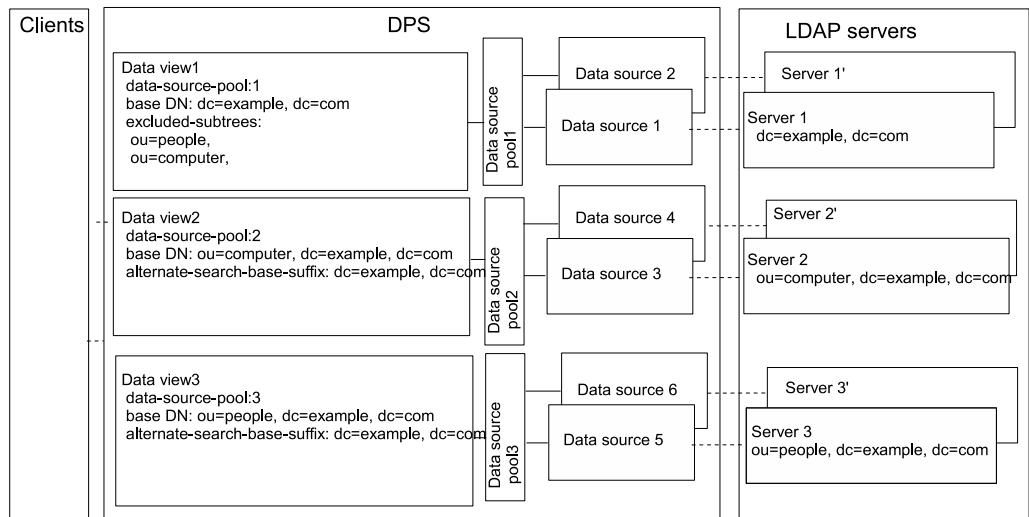 Clients
DPS
LDAP servers
Data view1
data-source-pool:1
base DN: dc=example, dc=com
excluded-subtrees:
ou=people,
ou=computer,
Data source
pool1
Data source 2
Data source 1
Server 1'
Server 1
dc=example, dc=com
Data view2
data-source-pool:2
base DN: ou=computer, dc=example, dc=com
alternate-search-base-suffix: dc=example, dc=com
Data source
pool2
Data source 4
Data source 3
Server 2'
Server 2
ou=computer, dc=example, dc=com
Data view3
data-source-pool:3
base DN: ou=people, dc=example, dc=com
alternate-search-base-suffix: dc=example, dc=com
Data source
pool3
Data source 6
Data source 5
Server 3'
Server 3
ou=people, dc=example, dc=com